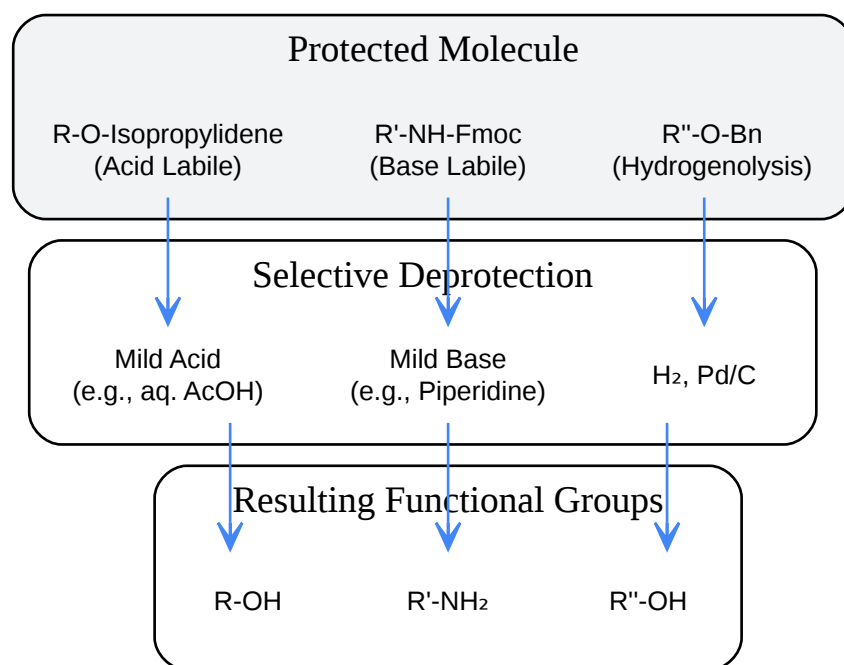 Protected Molecule
R-O-Isopropylidene
(Acid Labile)
R'-NH-Fmoc
(Base Labile)
R''-O-Bn
(Hydrogenolysis)
Selective Deprotection
Mild Acid
(e.g., aq. AcOH)
Mild Base
(e.g., Piperidine)
H₂, Pd/C
Resulting Functional Groups
R-OH
R'-NH₂
R''-OH